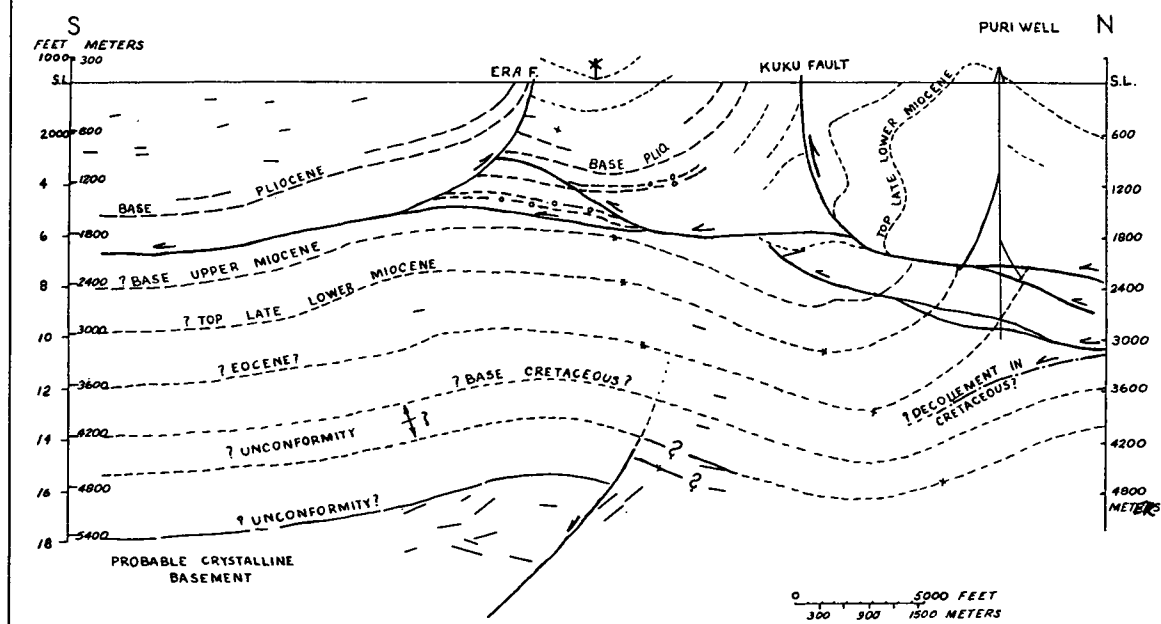 S
PURI WELL N
FEET METERS
1000 300
S.L.
ERA F.
KUKU FAULT
S.L.
2000 600
600
4 1200
1200
6 1800
1800
8 2400
2400
10 3000
3000
12 3600
3600
14 4200
4200
16 4800
4800
METERS
18 5400
BASE PLIOCENE
BASE PLIO.
TOP LATE LOWER MIOCENE
? BASE UPPER MIOCENE
? TOP LATE LOWER MIOCENE
? EOCENE?
? BASE CRETACEOUS ?
? DECOLLEMENT IN
CRETACEOUS?
? UNCONFORMITY
?
?
?
? UNCONFORMITY?
PROBABLE CRYSTALLINE
BASEMENT
0 5000 FEET
300 900 1500 METERS